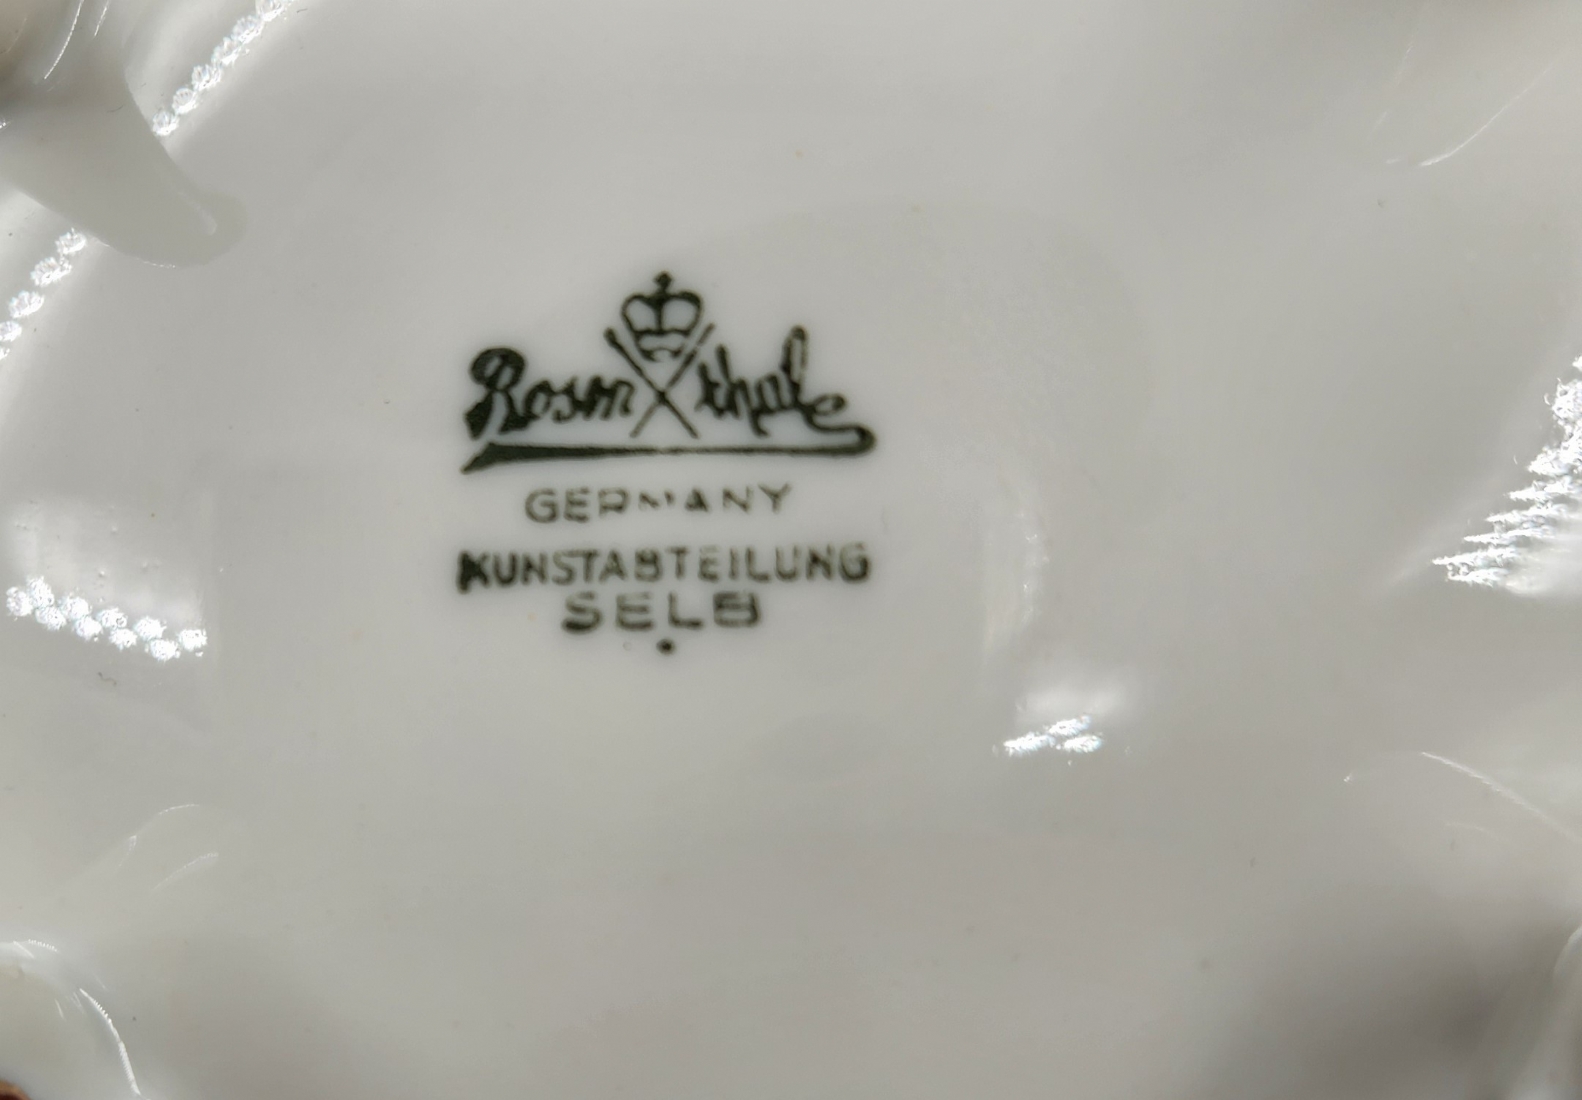 Rosenthal
GERMANY
KUNSTABTEILUNG
SELB